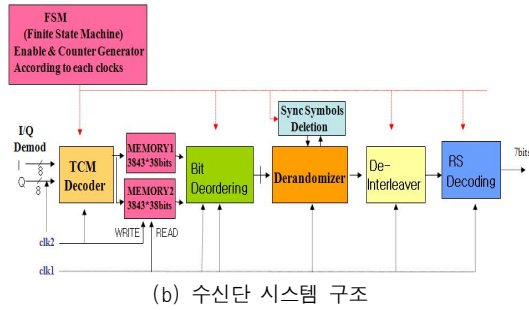 FSM
(Finite State Machine)
Enable & Counter Generator
According to each clocks
Sync Symbols
Deletion
I/Q
Demod
I
8
Q
8
TCM
Decoder
MEMORY1
3843*38bits
MEMORY2
3843*38bits
Bit
Deordering
Derandomizer
De-
Interleaver
RS
Decoding
7bits
WRITE
READ
clk2
clk1
(b) 수신단 시스템 구조